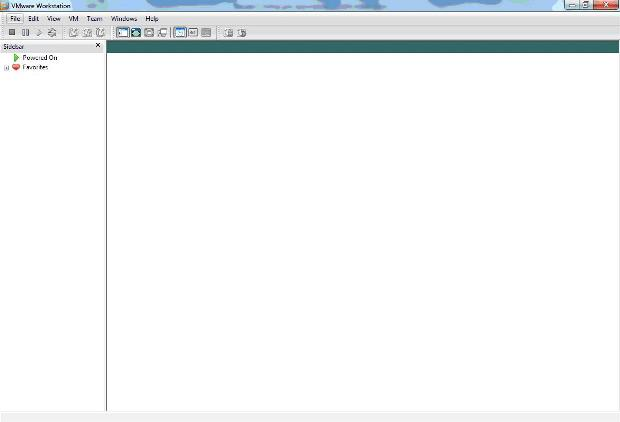 VMware Workstation
File Edit View VM Team Windows Help
Sidebar ×
Powered On
Favorites